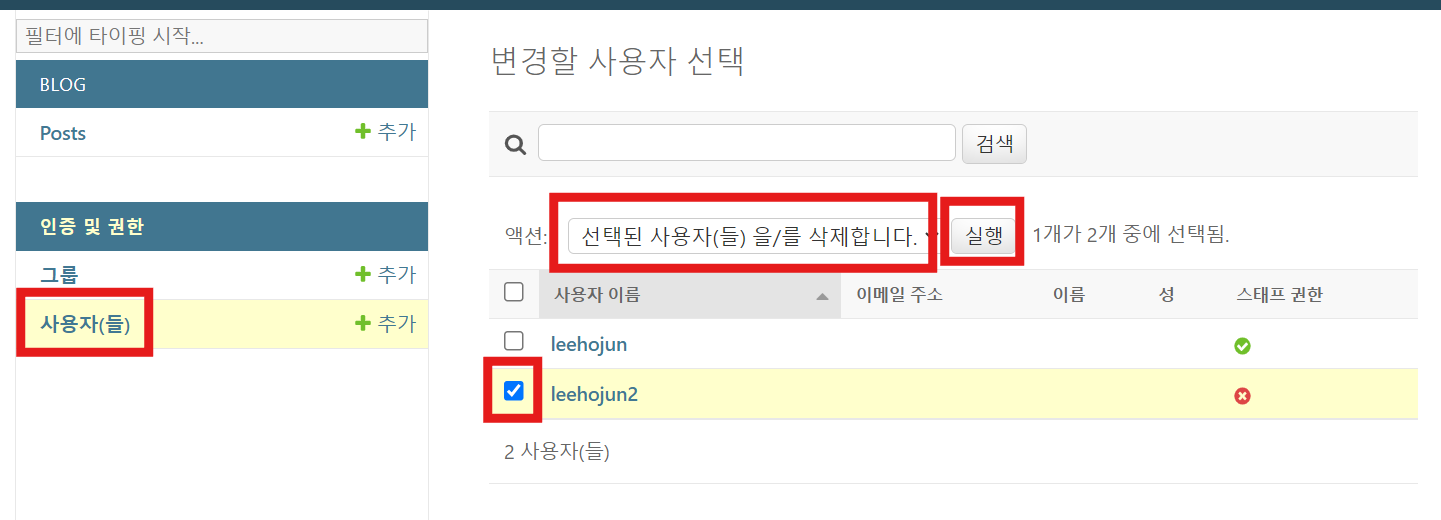 필터에 타이핑 시작...
BLOG
Posts
추가
인증 및 권한
그룹
추가
사용자(들)
추가
변경할 사용자 선택
검색
액션: 선택된 사용자(들) 을/를 삭제합니다. 실행 1개가 2개 중에 선택됨.
사용자 이름 이메일 주소 이름 성 스태프 권한
leehojun
leehojun2
2 사용자(들)